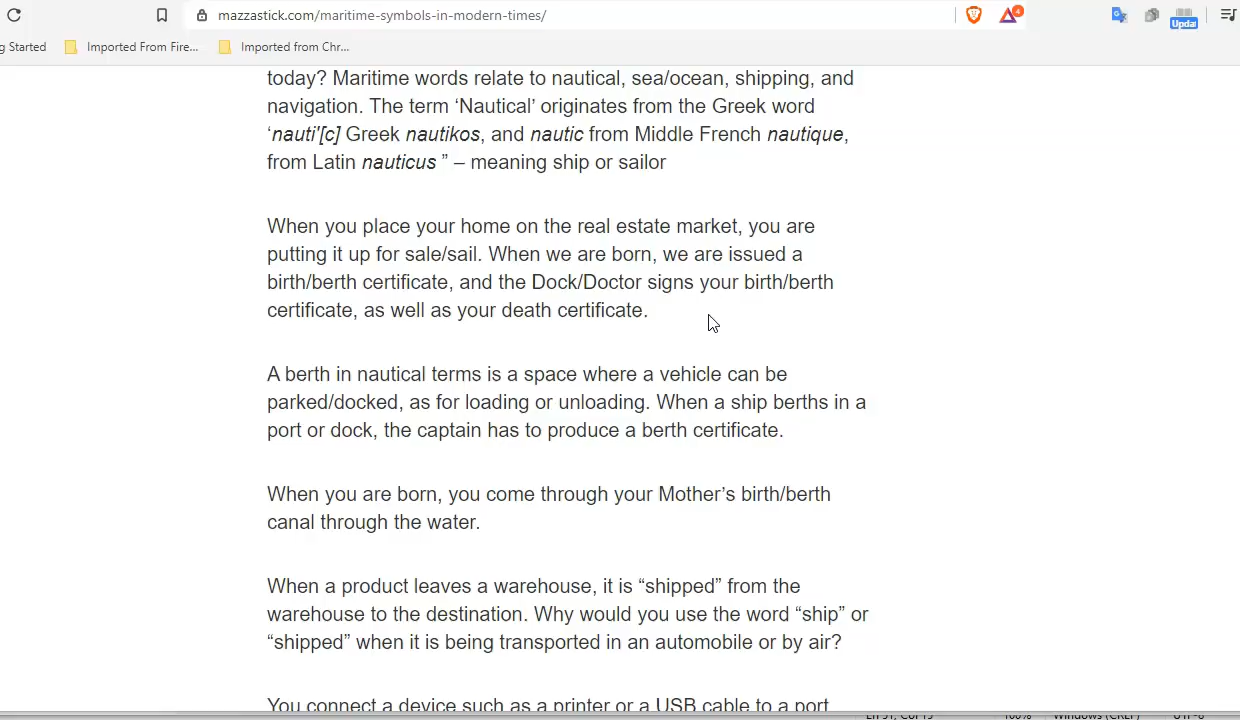 mazzastick.com/maritime-symbols-in-modern-times/
4
Upda
g Started
Imported From Fire...
Imported from Chr...
today? Maritime words relate to nautical, sea/ocean, shipping, and
navigation. The term ‘Nautical’ originates from the Greek word
‘nauti'[c] Greek nautikos, and nautic from Middle French nautique,
from Latin nauticus ” – meaning ship or sailor
When you place your home on the real estate market, you are
putting it up for sale/sail. When we are born, we are issued a
birth/berth certificate, and the Dock/Doctor signs your birth/berth
certificate, as well as your death certificate.
A berth in nautical terms is a space where a vehicle can be
parked/docked, as for loading or unloading. When a ship berths in a
port or dock, the captain has to produce a berth certificate.
When you are born, you come through your Mother’s birth/berth
canal through the water.
When a product leaves a warehouse, it is “shipped” from the
warehouse to the destination. Why would you use the word “ship” or
“shipped” when it is being transported in an automobile or by air?
You connect a device such as a printer or a USB cable to a port
100% Windows (CRLF) UTF-8